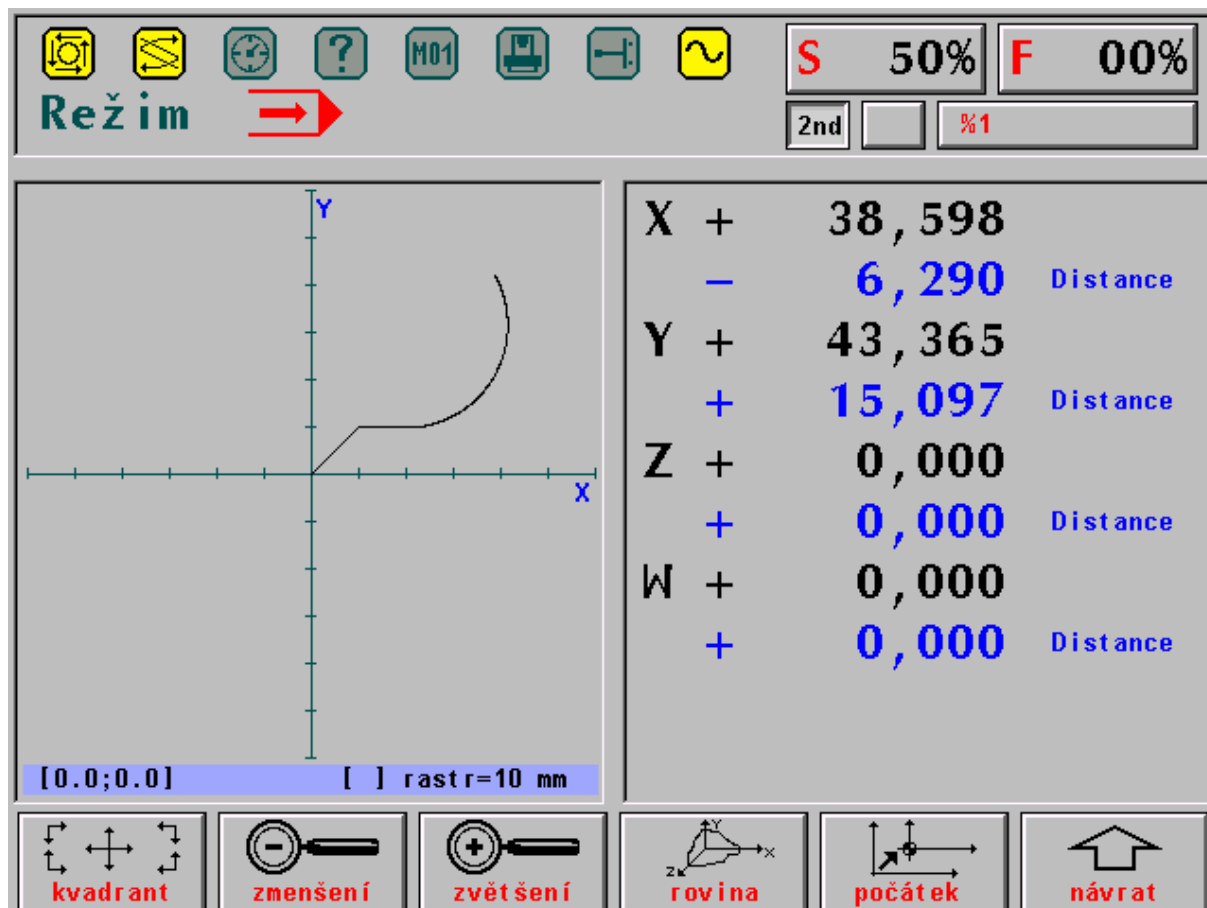 ? M01 S 50% F 00%
Režim 2nd %1
Y
X
[0.0;0.0] [ ] rastr=10 mm
X + 38,598
- 6,290 Distance
Y + 43,365
+ 15,097 Distance
Z + 0,000
+ 0,000 Distance
W + 0,000
+ 0,000 Distance
Y
X
Z
kvadrant zmenšení zvětšení rovina počátek návrat